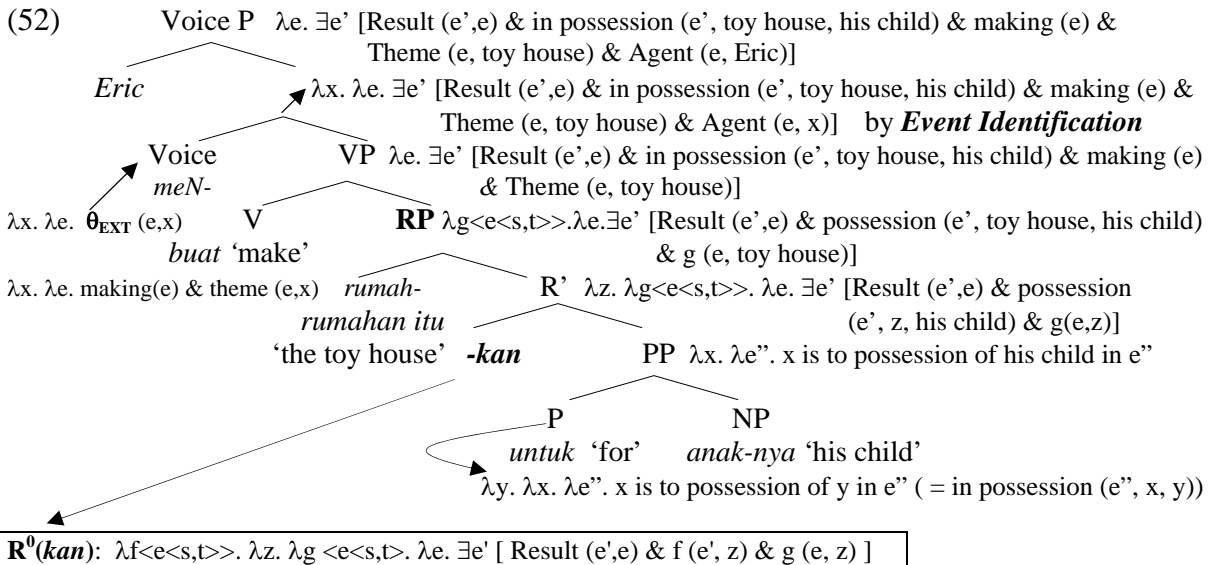 (52) Voice P λe. ∃e’ [Result (e’,e) & in possession (e’, toy house, his child) & making (e) &
Theme (e, toy house) & Agent (e, Eric)]
Eric λx. λe. ∃e’ [Result (e’,e) & in possession (e’, toy house, his child) & making (e) &
Theme (e, toy house) & Agent (e, x)] by Event Identification
Voice VP λe. ∃e’ [Result (e’,e) & in possession (e’, toy house, his child) & making (e)
meN- & Theme (e, toy house)]
λx. λe. θEXT (e,x) V RP λg<e<s,t>>.λe.∃e’ [Result (e’,e) & possession (e’, toy house, his child)
buat ‘make’ & g (e, toy house)]
λx. λe. making(e) & theme (e,x) rumah- R’ λz. λg<e<s,t>>. λe. ∃e’ [Result (e’,e) & possession
rumahan itu (e’, z, his child) & g(e,z)]
‘the toy house’ -kan PP λx. λe”. x is to possession of his child in e”
P NP
untuk ‘for’ anak-nya ‘his child’
λy. λx. λe”. x is to possession of y in e” ( = in possession (e”, x, y))
R⁰(kan): λf<e<s,t>>. λz. λg <e<s,t>. λe. ∃e' [ Result (e',e) & f (e', z) & g (e, z) ]